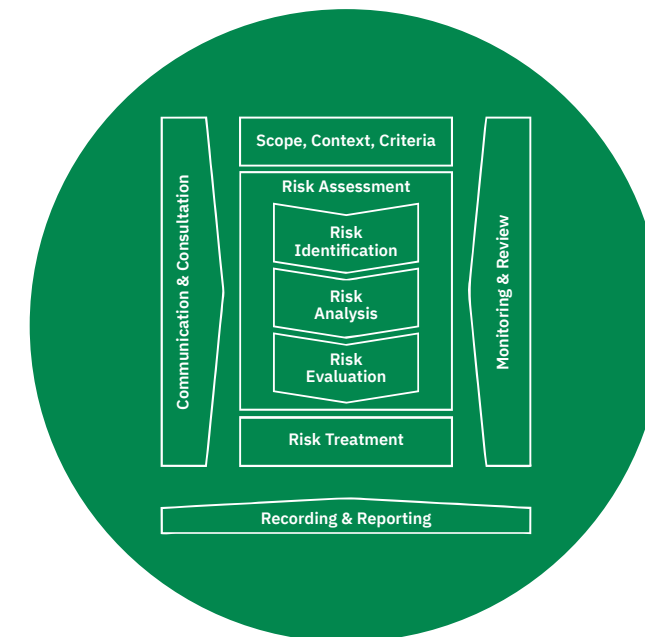 Scope, Context, Criteria
Risk Assessment
Risk
Identification
Risk
Analysis
Risk
Evaluation
Risk Treatment
Communication & Consultation
Monitoring & Review
Recording & Reporting